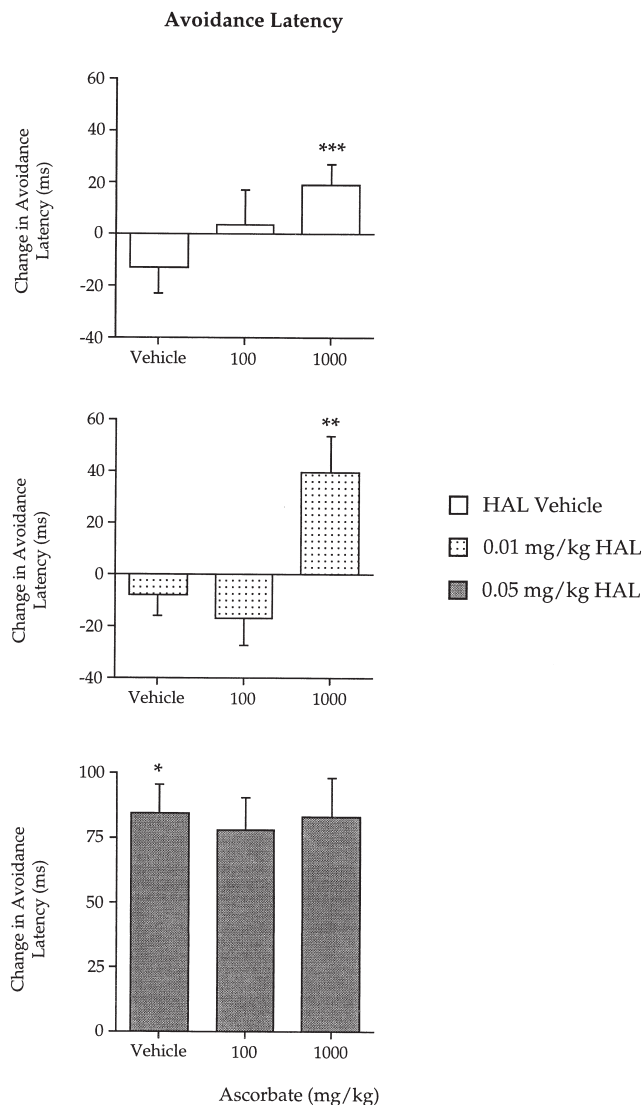 Avoidance Latency
Change in Avoidance
Latency (ms)
60
40
20
0
-20
-40
***
Vehicle
100
1000
Change in Avoidance
Latency (ms)
60
40
20
0
-20
-40
**
Vehicle
100
1000
HAL Vehicle
0.01 mg/kg HAL
0.05 mg/kg HAL
Change in Avoidance
Latency (ms)
100
75
50
25
0
*
Vehicle
100
1000
Ascorbate (mg/kg)